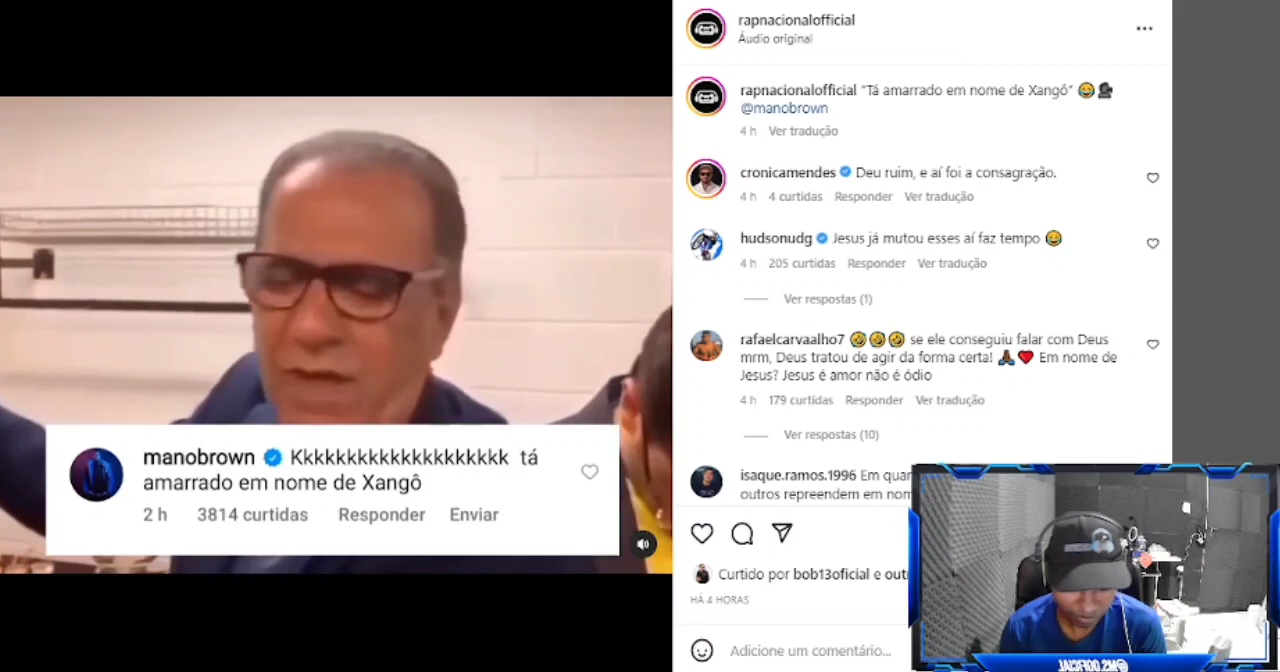 manobrown Kkkkkkkkkkkkkkkkkkkk tá
amarrado em nome de Xangô
2 h 3814 curtidas Responder Enviar
rapnacionalofficial
Áudio original
rapnacionalofficial "Tá amarrado em nome de Xangô" 😂🗣
@manobrown
4 h Ver tradução
cronicamendes Deu ruim, e aí foi a consagração.
4 h 4 curtidas Responder Ver tradução
hudsonudg Jesus já mutou esses aí faz tempo 😂
4 h 205 curtidas Responder Ver tradução
Ver respostas (1)
rafaelcarvaalho7 🤣🤣🤣 se ele conseguiu falar com Deus
mrm, Deus tratou de agir da forma certa! 🙏🏿❤️ Em nome de
Jesus? Jesus é amor não é ódio
4 h 179 curtidas Responder Ver tradução
Ver respostas (10)
isaque.ramos.1996 Em quan
outros repreendem em nom
Curtido por bob13oficial e outr
HÁ 4 HORAS
Adicione um comentário...